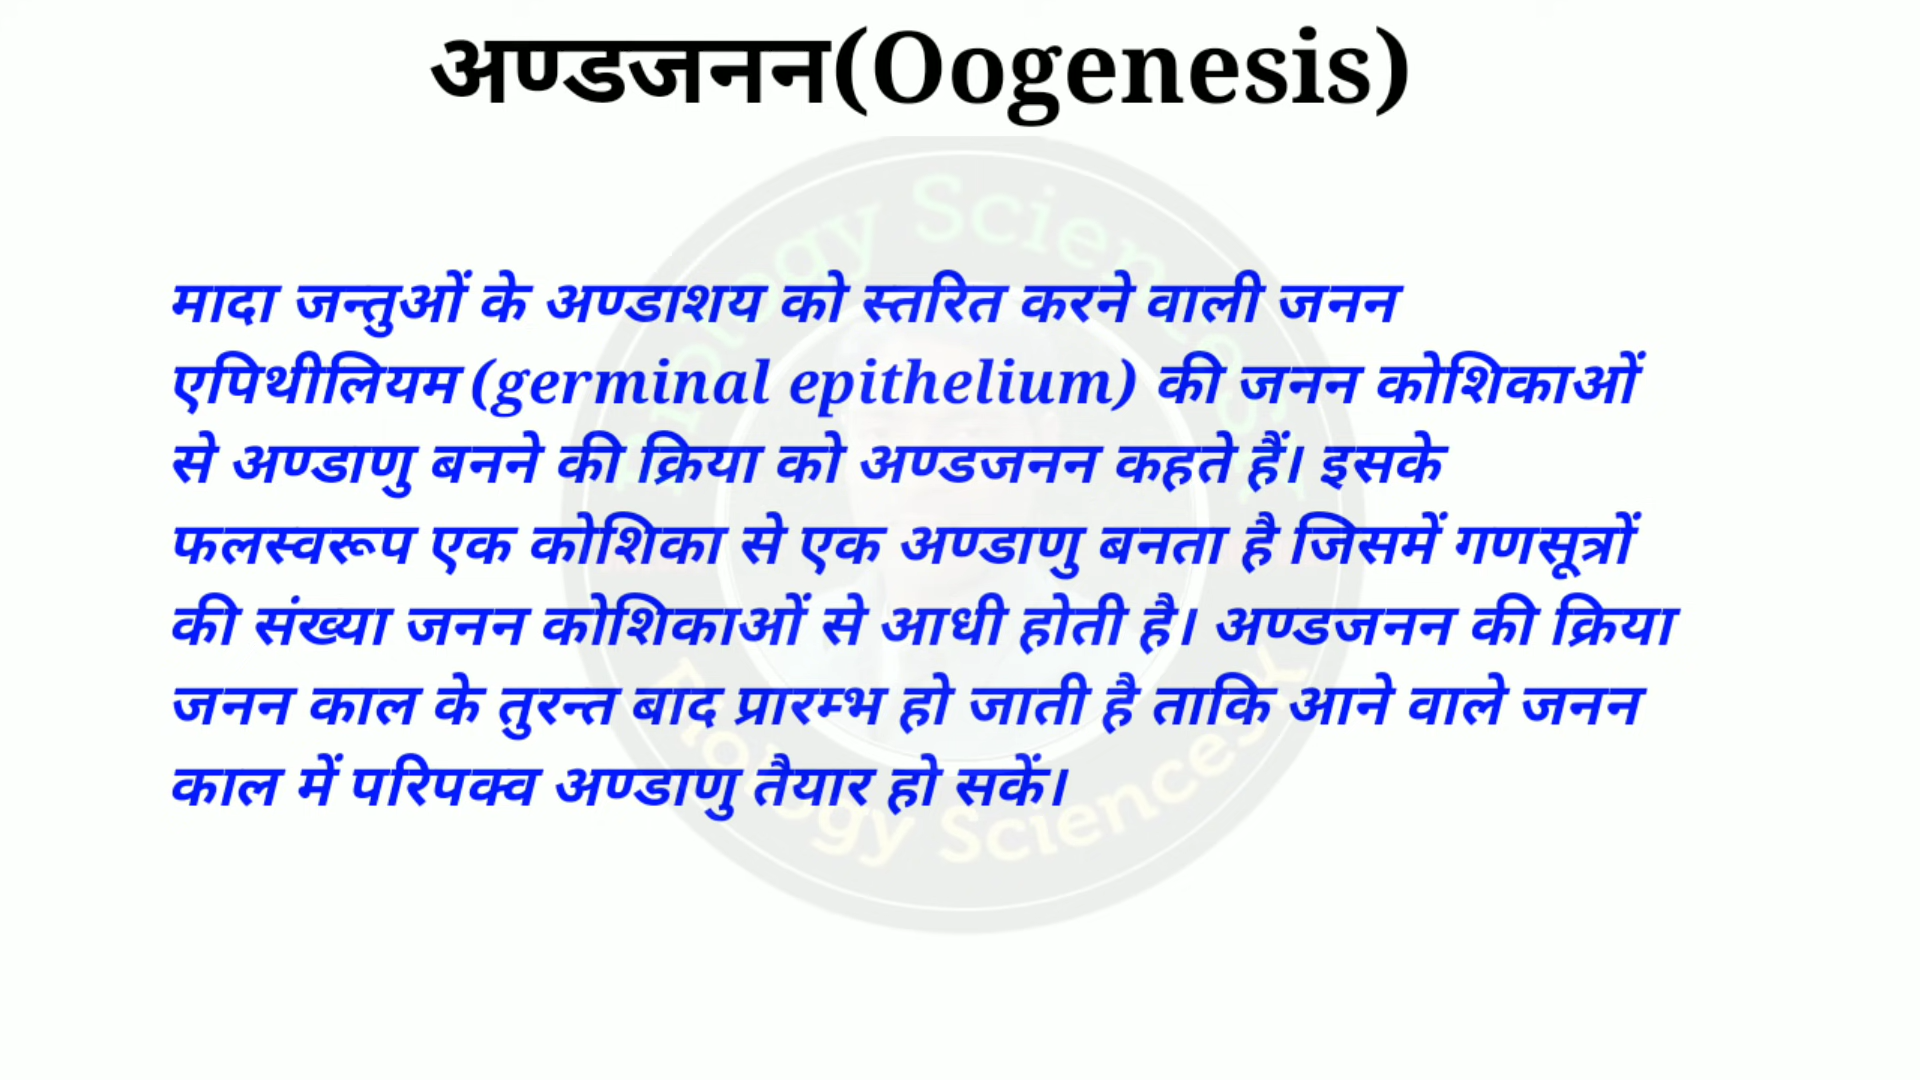 अण्डजनन(Oogenesis)
मादा जन्तुओं के अण्डाशय को स्तरित करने वाली जनन
एपिथीलियम (germinal epithelium) की जनन कोशिकाओं
से अण्डाणु बनने की क्रिया को अण्डजनन कहते हैं। इसके
फलस्वरूप एक कोशिका से एक अण्डाणु बनता है जिसमें गणसूत्रों
की संख्या जनन कोशिकाओं से आधी होती है। अण्डजनन की क्रिया
जनन काल के तुरन्त बाद प्रारम्भ हो जाती है ताकि आने वाले जनन
काल में परिपक्व अण्डाणु तैयार हो सकें।